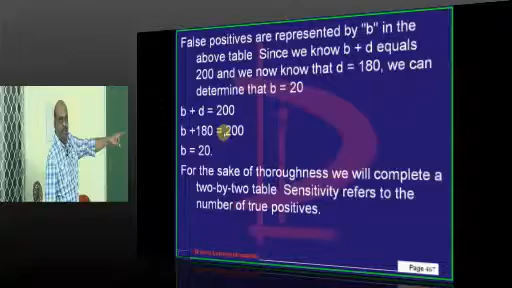 False positives are represented by "b" in the
above table Since we know b + d equals
200 and we now know that d = 180, we can
determine that b = 20
b + d = 200
b +180 = 200
b = 20.
For the sake of thoroughness we will complete a
two-by-two table Sensitivity refers to the
number of true positives.